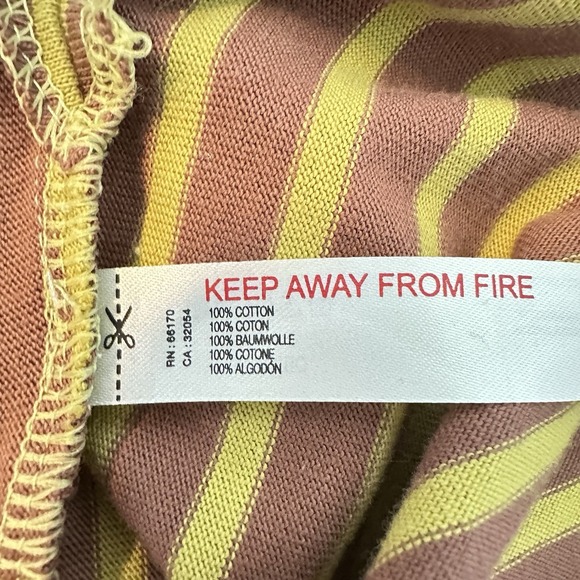 KEEP AWAY FROM FIRE
RN : 66170
CA : 32054
100% COTTON
100% COTON
100% BAUMWOLLE
100% COTONE
100% ALGODÓN